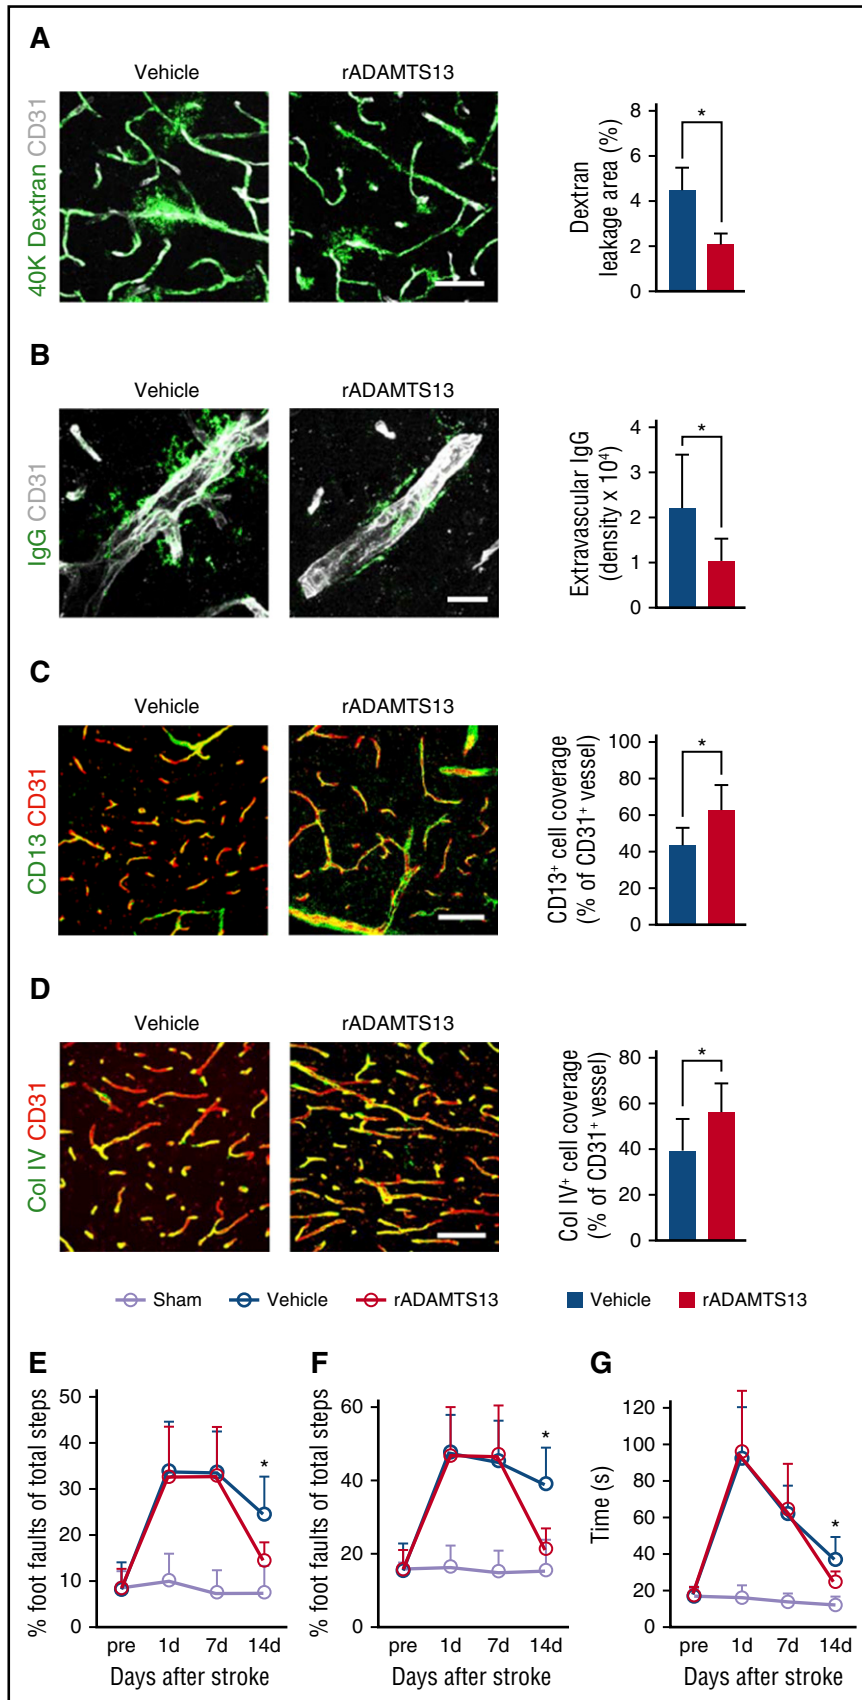 A
Vehicle
rADAMTS13
40K Dextran CD31
Dextran
leakage area (%)
8
6
4
2
0
*
B
Vehicle
rADAMTS13
IgG CD31
Extravascular IgG
(density x 10⁴)
4
3
2
1
0
*
C
Vehicle
rADAMTS13
CD13 CD31
CD13⁺ cell coverage
(% of CD31⁺ vessel)
100
80
60
40
20
0
*
D
Vehicle
rADAMTS13
Col IV CD31
Col IV⁺ cell coverage
(% of CD31⁺ vessel)
80
60
40
20
0
*
Sham Vehicle rADAMTS13 Vehicle rADAMTS13
E
% foot faults of total steps
50
40
30
20
10
0
*
pre 1d 7d 14d
Days after stroke
F
% foot faults of total steps
60
40
20
0
*
pre 1d 7d 14d
Days after stroke
G
Time (s)
120
100
80
60
40
20
0
*
pre 1d 7d 14d
Days after stroke